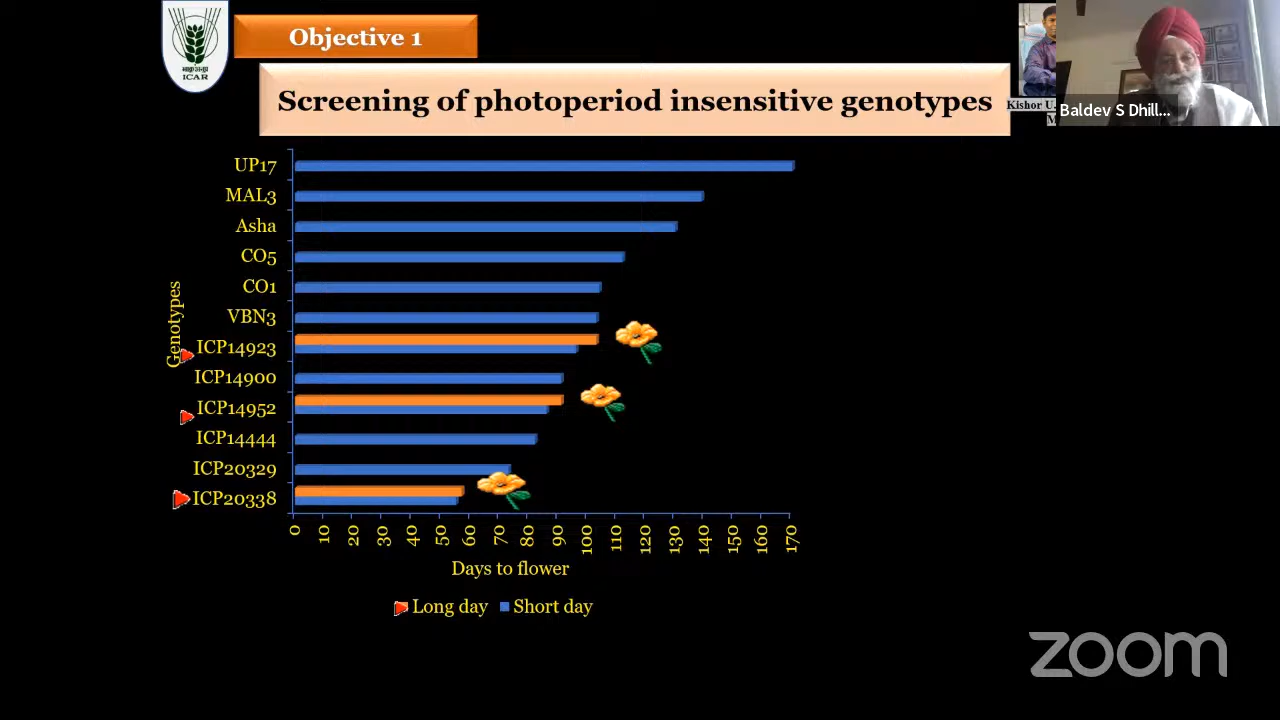 Objective 1
ICAR
Screening of photoperiod insensitive genotypes
Kishor U.
Baldev S Dhill...
Genotypes
UP17
MAL3
Asha
CO5
CO1
VBN3
ICP14923
ICP14900
ICP14952
ICP14444
ICP20329
ICP20338
0 10 20 30 40 50 60 70 80 90 100 110 120 130 140 150 160 170
Days to flower
Long day Short day
zoom